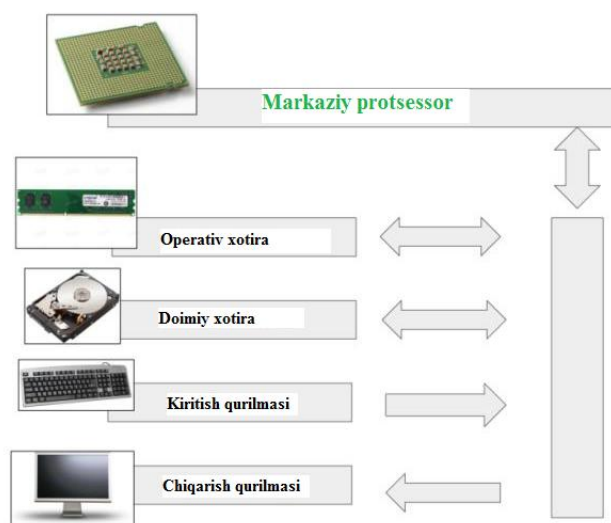 Markaziy protsessor
Operativ xotira
Doimiy xotira
Kiritish qurilmasi
Chiqarish qurilmasi